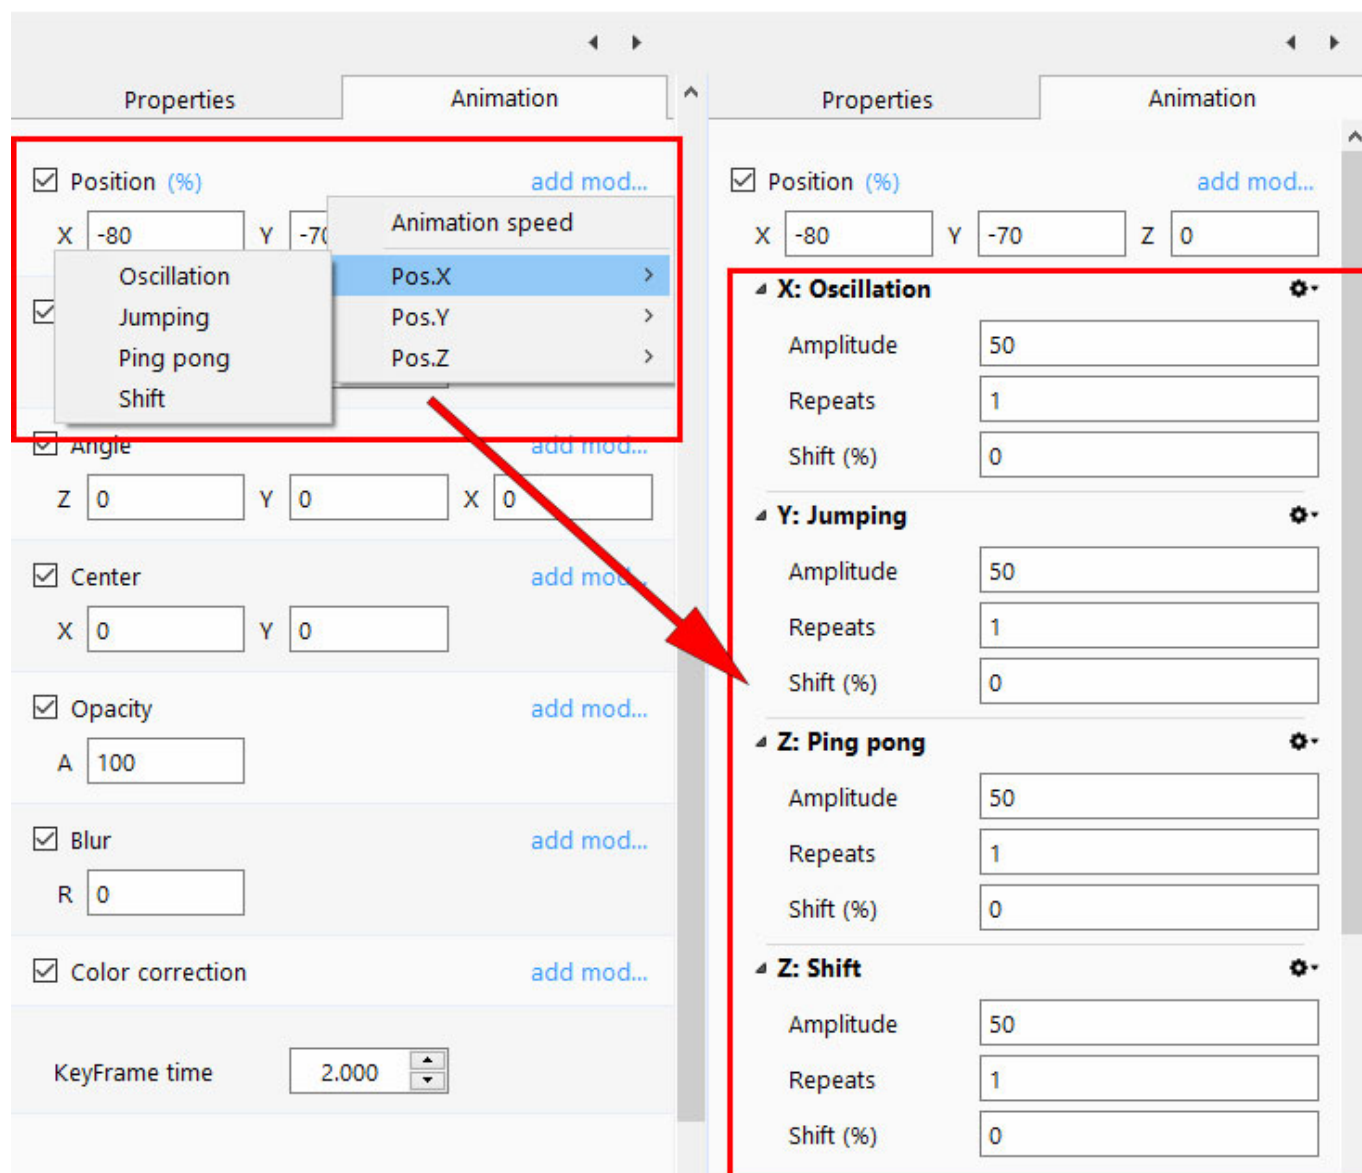 Properties
Animation
Position (%)
add mod...
X -80 Y -70
Animation speed
Pos.X
Pos.Y
Pos.Z
Oscillation
Jumping
Ping pong
Shift
Angle
add mod...
Z 0 Y 0 X 0
Center
add mod...
X 0 Y 0
Opacity
add mod...
A 100
Blur
add mod...
R 0
Color correction
add mod...
KeyFrame time 2.000
Properties
Animation
Position (%)
add mod...
X -80 Y -70 Z 0
X: Oscillation
Amplitude 50
Repeats 1
Shift (%) 0
Y: Jumping
Amplitude 50
Repeats 1
Shift (%) 0
Z: Ping pong
Amplitude 50
Repeats 1
Shift (%) 0
Z: Shift
Amplitude 50
Repeats 1
Shift (%) 0